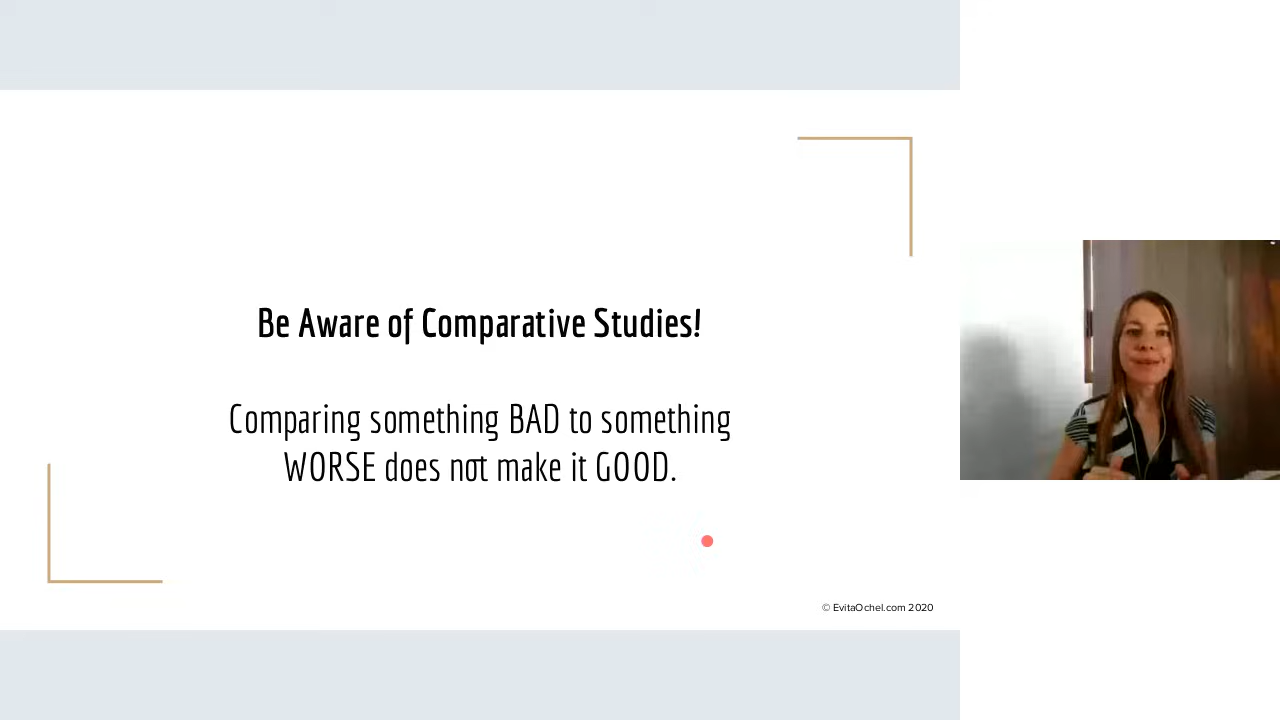 Be Aware of Comparative Studies!
Comparing something BAD to something
WORSE does not make it GOOD.
© EvitaOchel.com 2020